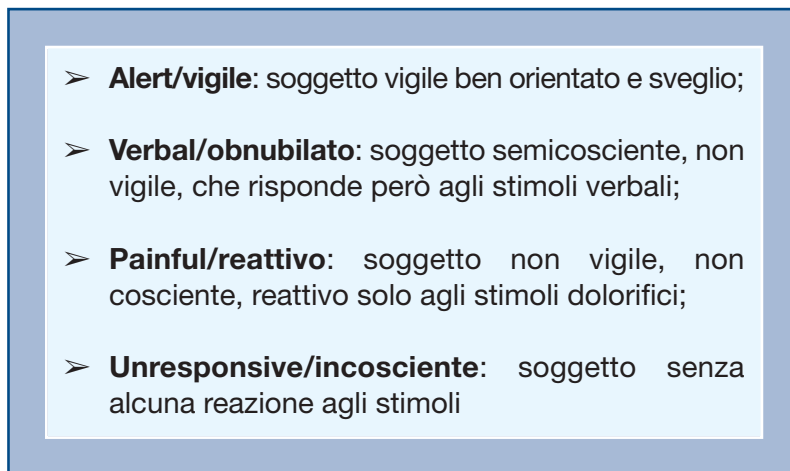 ➢ Alert/vigile: soggetto vigile ben orientato e sveglio;
➢ Verbal/obnubilato: soggetto semicosciente, non
vigile, che risponde però agli stimoli verbali;
➢ Painful/reattivo: soggetto non vigile, non
cosciente, reattivo solo agli stimoli dolorifici;
➢ Unresponsive/incosciente: soggetto senza
alcuna reazione agli stimoli